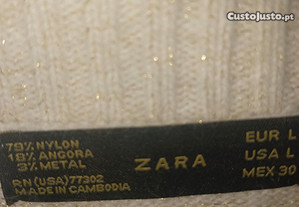 CustoJusto.pt
79% NYLON
18% ANGORA
3% METAL
RN(USA)77302
MADE IN CAMBODIA
ZARA
EUR L
USA L
MEX 30